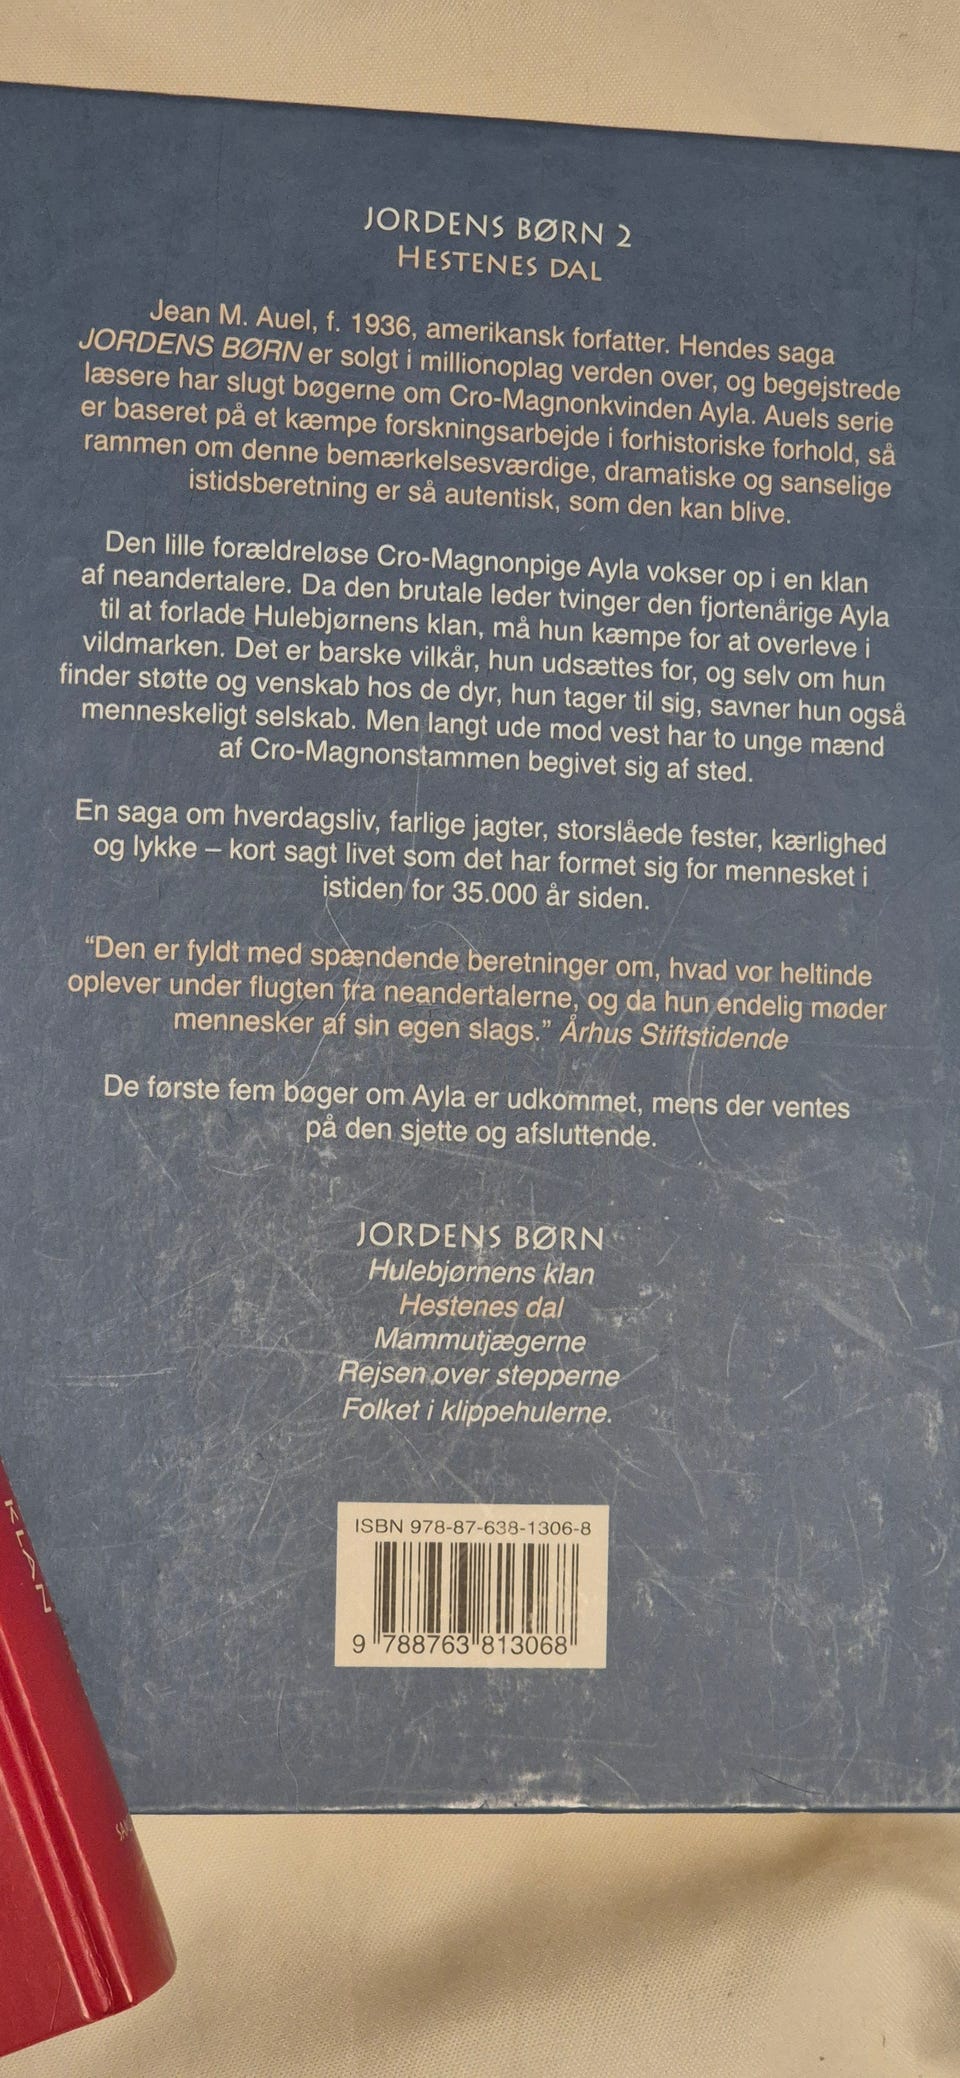 JORDENS BØRN 2
HESTENES DAL
Jean M. Auel, f. 1936, amerikansk forfatter. Hendes saga
JORDENS BØRN er solgt i millionoplag verden over, og begejstrede
læsere har slugt bøgerne om Cro-Magnonkvinden Ayla. Auels serie
er baseret på et kæmpe forskningsarbejde i forhistoriske forhold, så
rammen om denne bemærkelsesværdige, dramatiske og sanselige
istidsberetning er så autentisk, som den kan blive.
Den lille forældreløse Cro-Magnonpige Ayla vokser op i en klan
af neandertalere. Da den brutale leder tvinger den fjortenårige Ayla
til at forlade Hulebjørnens klan, må hun kæmpe for at overleve i
vildmarken. Det er barske vilkår, hun udsættes for, og selv om hun
finder støtte og venskab hos de dyr, hun tager til sig, savner hun også
menneskeligt selskab. Men langt ude mod vest har to unge mænd
af Cro-Magnonstammen begivet sig af sted.
En saga om hverdagsliv, farlige jagter, storslåede fester, kærlighed
og lykke – kort sagt livet som det har formet sig for mennesket i
istiden for 35.000 år siden.
“Den er fyldt med spændende beretninger om, hvad vor heltinde
oplever under flugten fra neandertalerne, og da hun endelig møder
mennesker af sin egen slags.” Århus Stiftstidende
De første fem bøger om Ayla er udkommet, mens der ventes
på den sjette og afsluttende.
JORDENS BØRN
Hulebjørnens klan
Hestenes dal
Mammutjægerne
Rejsen over stepperne
Folket i klippehulerne.
ISBN 978-87-638-1306-8
9 788763 813068
KLAN